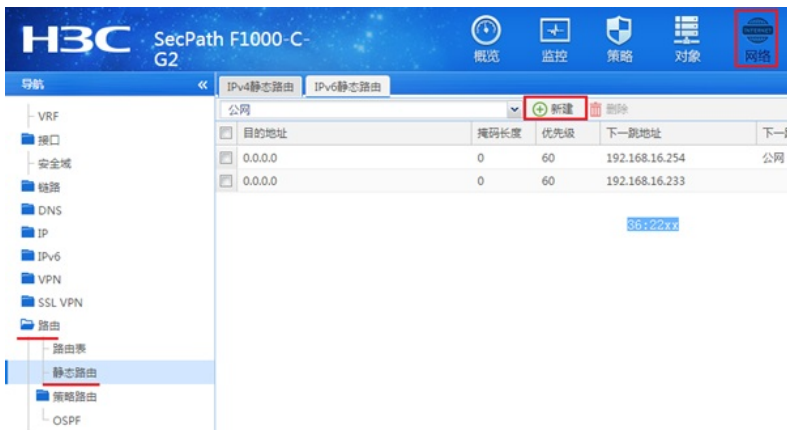 H3C SecPath F1000-C-G2
概览 监控 策略 对象 网络
INTERNET
导航 «
VRF
接口
安全域
链路
DNS
IP
IPv6
VPN
SSL VPN
路由
路由表
静态路由
策略路由
OSPF
IPv4静态路由 IPv6静态路由
公网 新建 删除
目的地址 掩码长度 优先级 下一跳地址 下一
0.0.0.0 0 60 192.168.16.254 公网
0.0.0.0 0 60 192.168.16.233
36:22xx